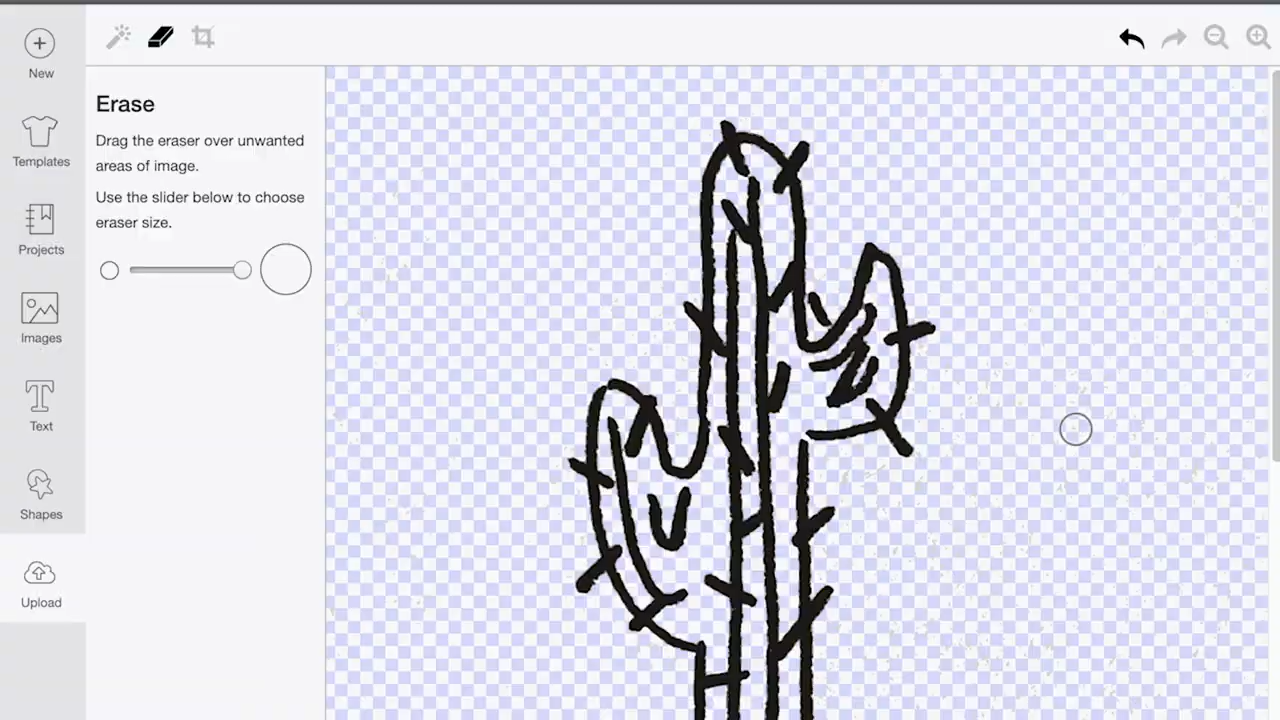 New
Templates
Projects
Images
Text
Shapes
Upload
Erase
Drag the eraser over unwanted
areas of image.
Use the slider below to choose
eraser size.